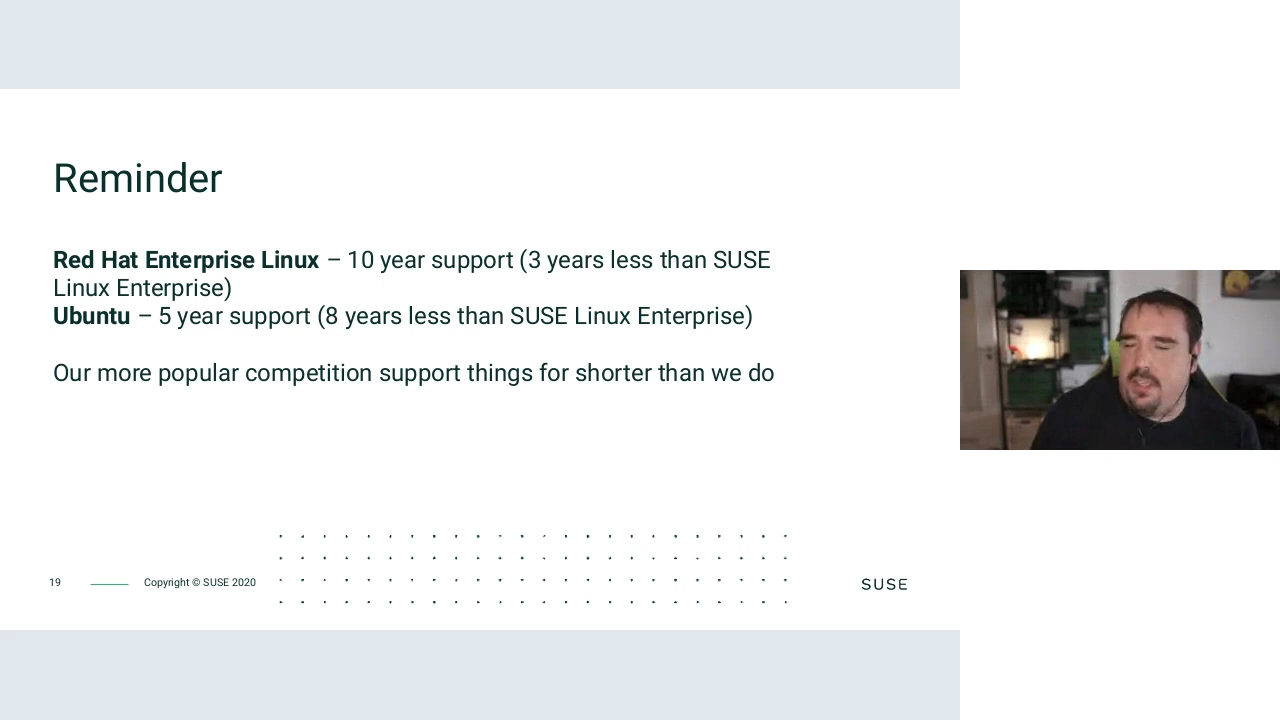 Reminder
Red Hat Enterprise Linux – 10 year support (3 years less than SUSE
Linux Enterprise)
Ubuntu – 5 year support (8 years less than SUSE Linux Enterprise)
Our more popular competition support things for shorter than we do
19
Copyright © SUSE 2020
SUSE